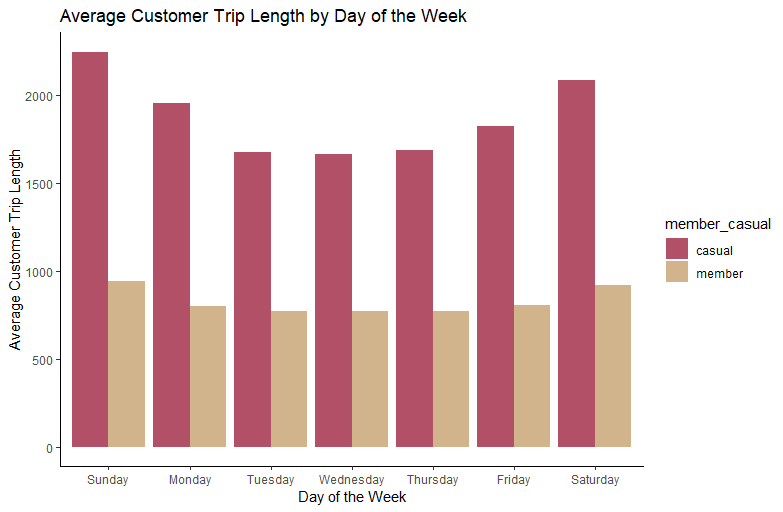 Average Customer Trip Length by Day of the Week
Average Customer Trip Length
2000
1500
1000
500
0
Sunday Monday Tuesday Wednesday Thursday Friday Saturday
Day of the Week
member_casual
casual
member